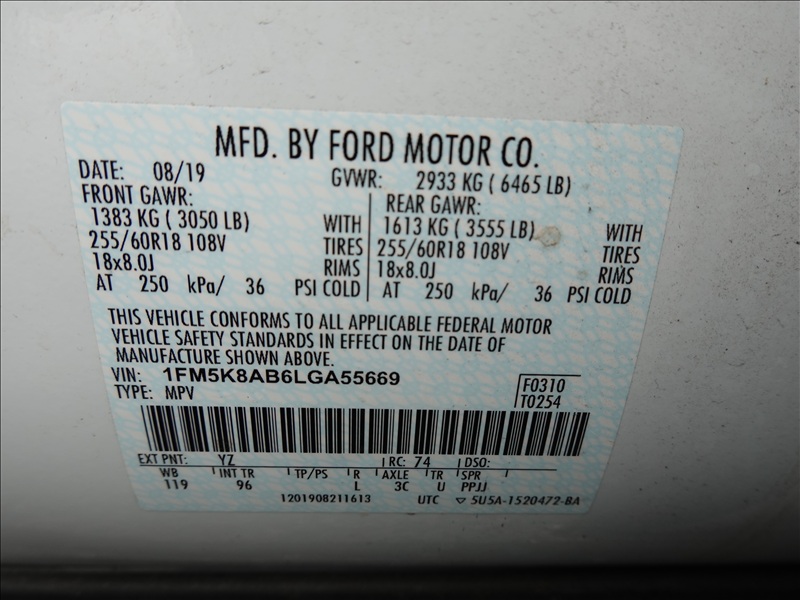 MFD. BY FORD MOTOR CO.
DATE: 08/19 GVWR: 2933 KG ( 6465 LB)
FRONT GAWR: REAR GAWR:
1383 KG ( 3050 LB) WITH 1613 KG ( 3555 LB) WITH
255/60R18 108V TIRES 255/60R18 108V TIRES
18x8.0J RIMS 18x8.0J RIMS
AT 250 kPa/ 36 PSI COLD AT 250 kPa/ 36 PSI COLD
THIS VEHICLE CONFORMS TO ALL APPLICABLE FEDERAL MOTOR
VEHICLE SAFETY STANDARDS IN EFFECT ON THE DATE OF
MANUFACTURE SHOWN ABOVE.
VIN: 1FM5K8AB6LGA55669 F0310
TYPE: MPV T0254
EXT PNT: YZ RC: 74 DSO:
WB INT TR TP/PS R AXLE TR SPR
119 96 L 3C U PPJJ
1201908211613 UTC ▽ 5U5A-1520472-BA